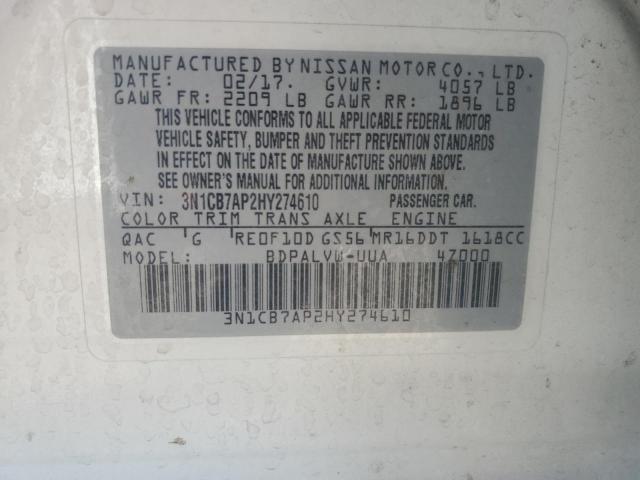 MANUFACTURED BY NISSAN MOTOR CO., LTD.
DATE: 02/17. GVWR: 4057 LB
GAWR FR: 2209 LB GAWR RR: 1896 LB
THIS VEHICLE CONFORMS TO ALL APPLICABLE FEDERAL MOTOR
VEHICLE SAFETY, BUMPER AND THEFT PREVENTION STANDARDS
IN EFFECT ON THE DATE OF MANUFACTURE SHOWN ABOVE.
SEE OWNER'S MANUAL FOR ADDITIONAL INFORMATION.
VIN: 3N1CB7AP2HY274610 PASSENGER CAR.
COLOR TRIM TRANS AXLE ENGINE
QAC G RE0F10D GS56 MR16DDT 1618CC
MODEL: BDPALVW-UUA 47000
3N1CB7AP2HY274610